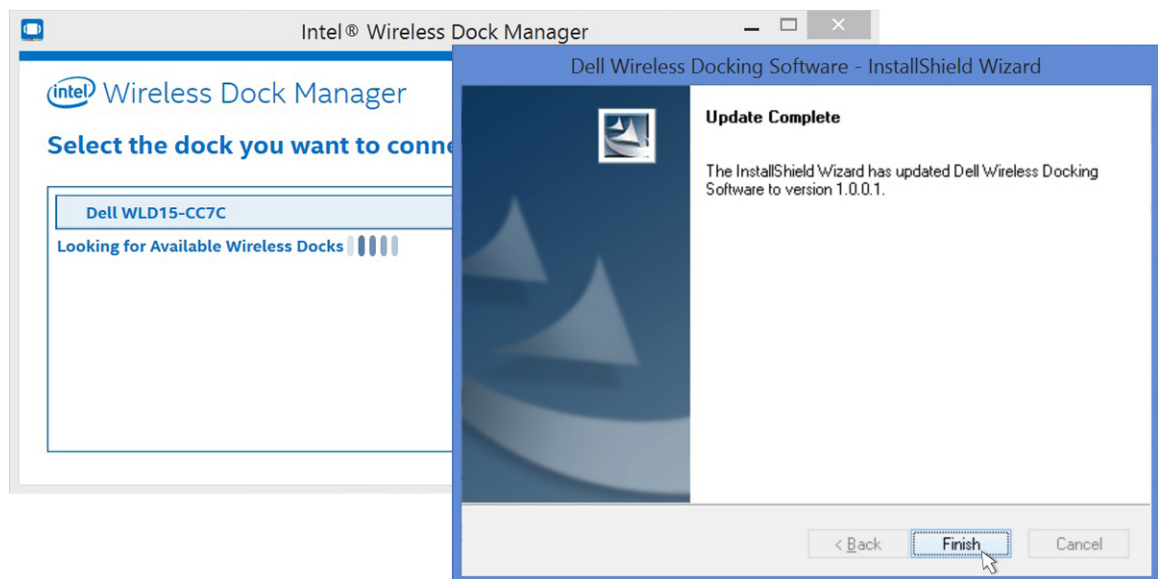 Intel® Wireless Dock Manager
intel Wireless Dock Manager
Select the dock you want to conne
Dell WLD15-CC7C
Looking for Available Wireless Docks
Dell Wireless Docking Software - InstallShield Wizard
Update Complete
The InstallShield Wizard has updated Dell Wireless Docking
Software to version 1.0.0.1.
< Back Finish Cancel